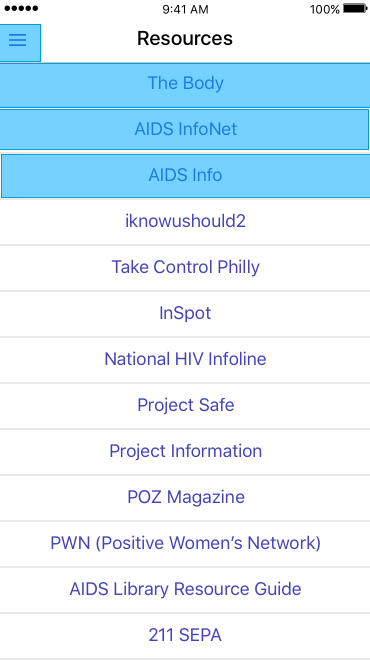 9:41 AM
100%
Resources
The Body
AIDS InfoNet
AIDS Info
iknowushould2
Take Control Philly
InSpot
National HIV Infoline
Project Safe
Project Information
POZ Magazine
PWN (Positive Women’s Network)
AIDS Library Resource Guide
211 SEPA